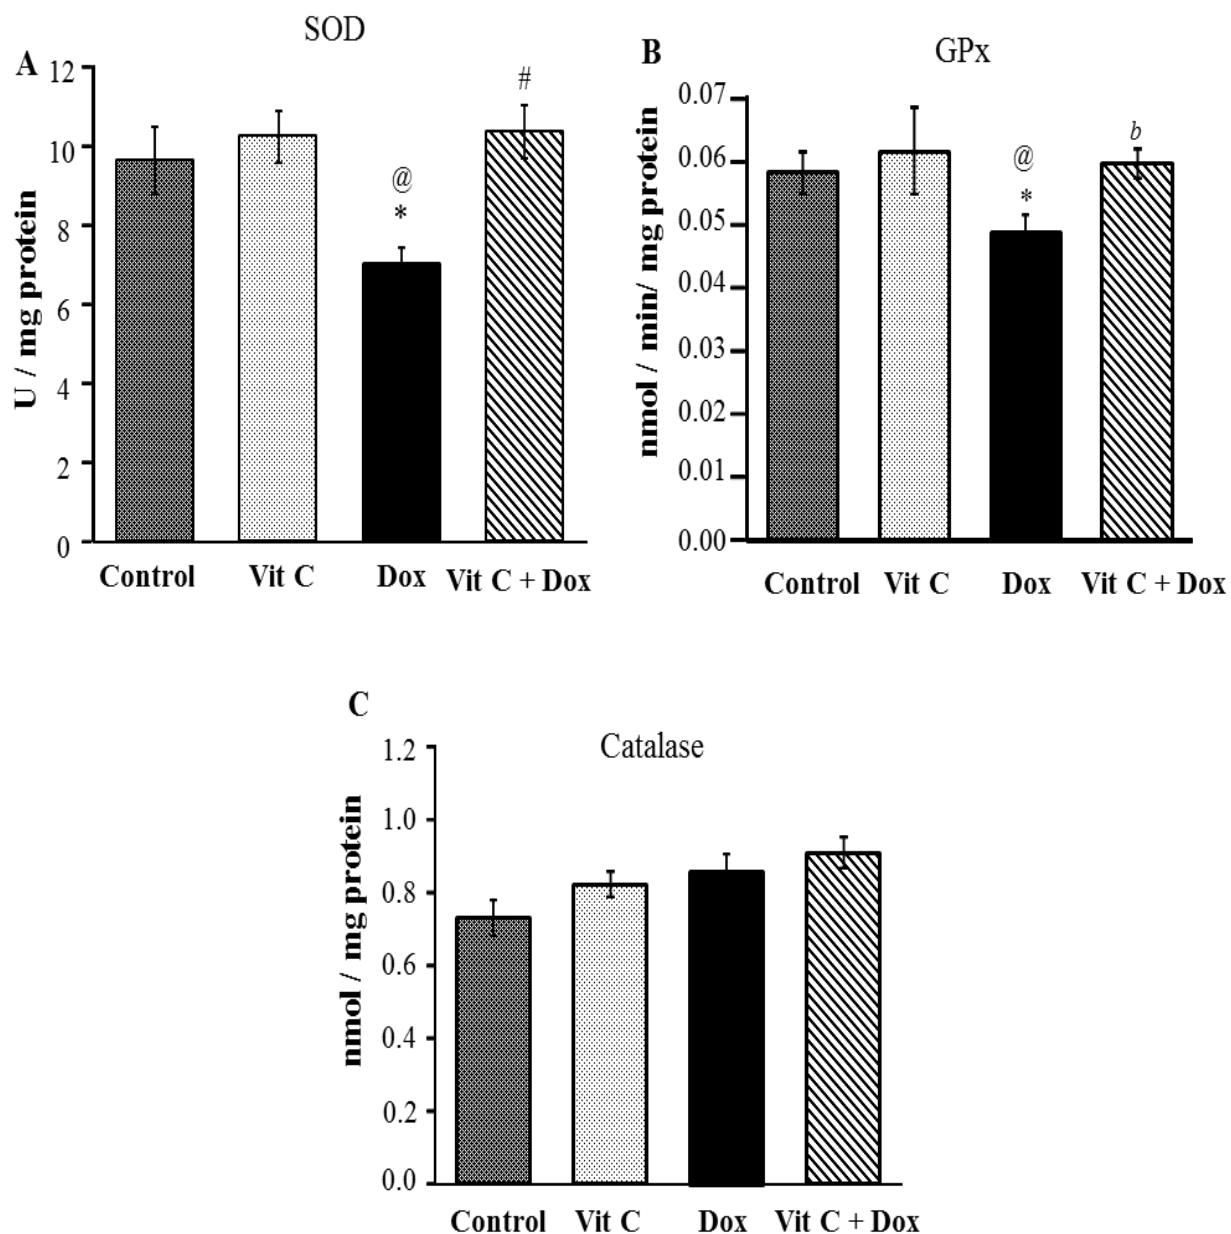 SOD
A
12
10
8
6
4
2
0
U / mg protein
#
@
*
Control Vit C Dox Vit C + Dox
GPx
B
0.07
0.06
0.05
0.04
0.03
0.02
0.01
0.00
nmol / min/ mg protein
b
@
*
Control Vit C Dox Vit C + Dox
C
Catalase
1.2
1.0
0.8
0.6
0.4
0.2
0.0
nmol / mg protein
Control Vit C Dox Vit C + Dox